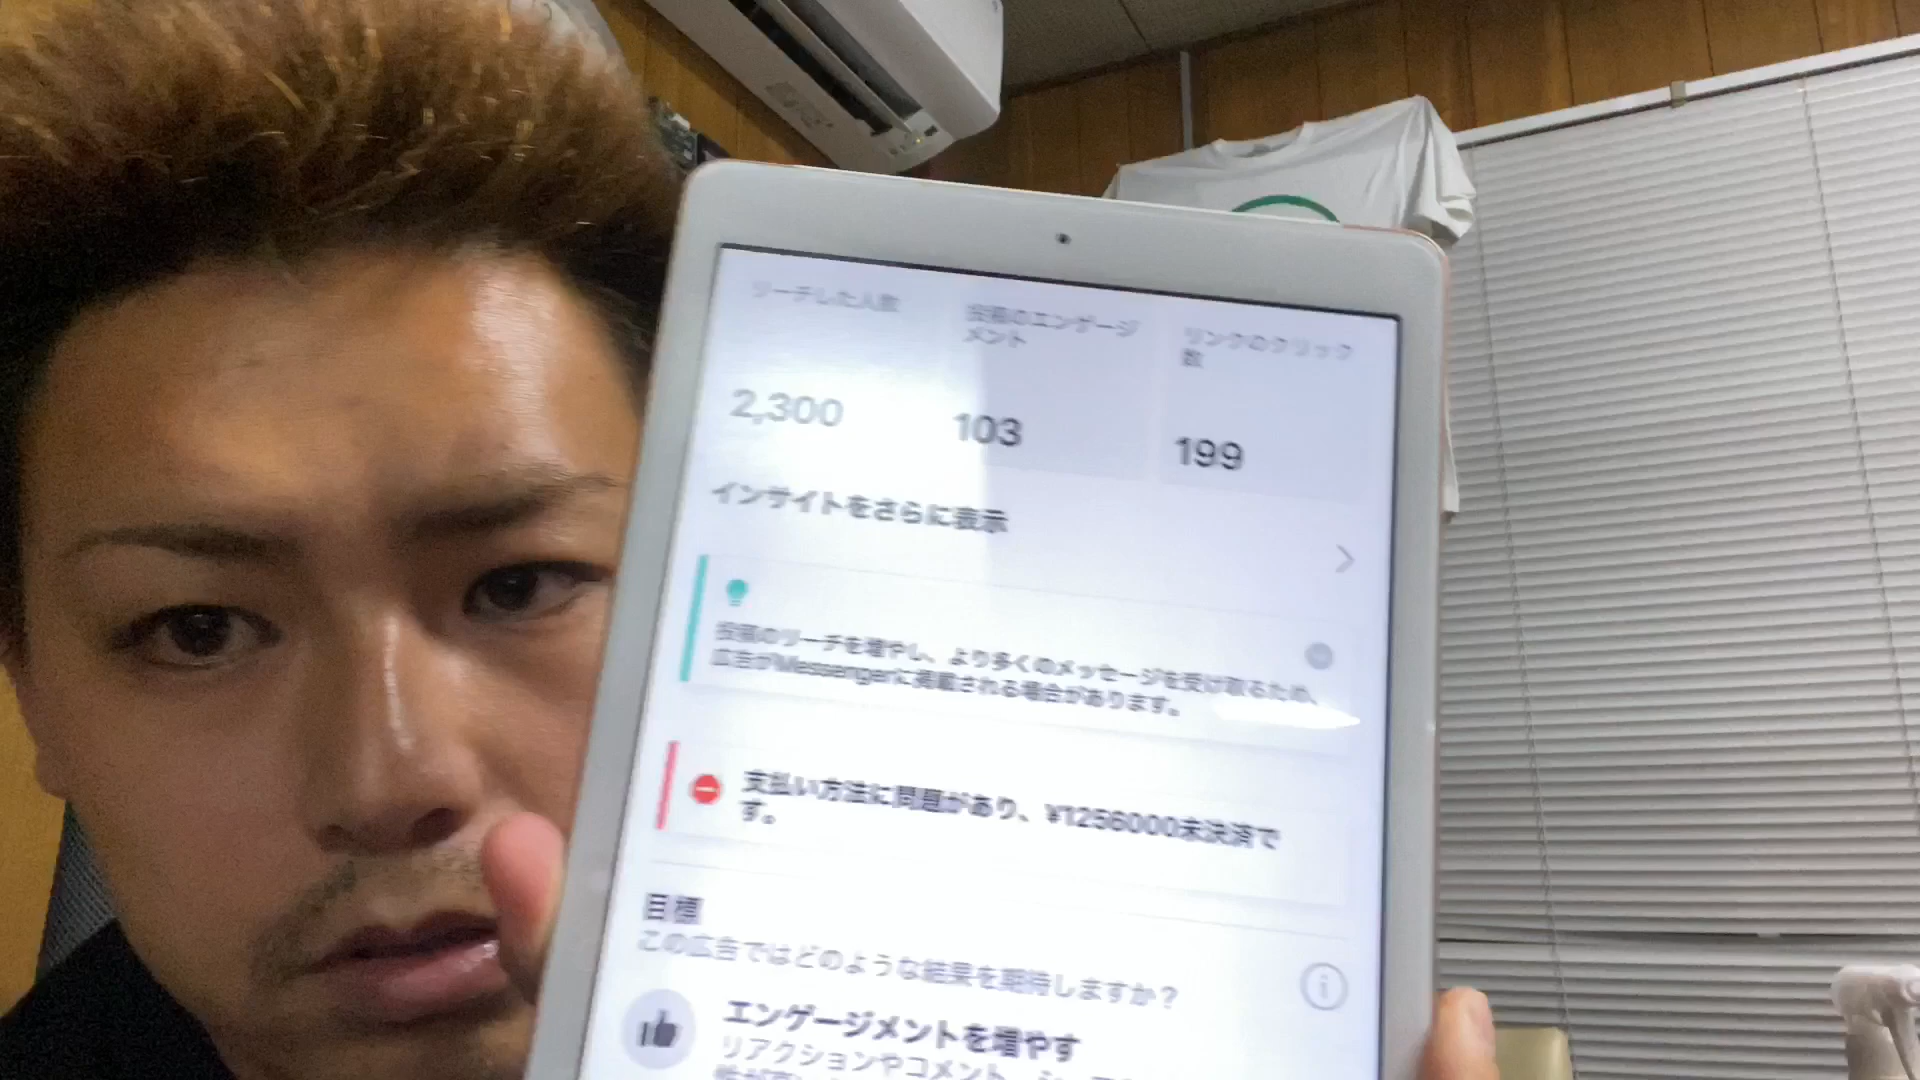 リーチした人数
投稿のエンゲージ
メント
リンクのクリック
数
2,300
103
199
インサイトをさらに表示
投稿のリーチを増やし、より多くのメッセージを受け取るため、
広告がMessengerに掲載される場合があります。
支払い方法に問題があり、¥1256000未決済で
す。
目標
この広告ではどのような結果を期待しますか?
エンゲージメントを増やす
リアクションやコメント、